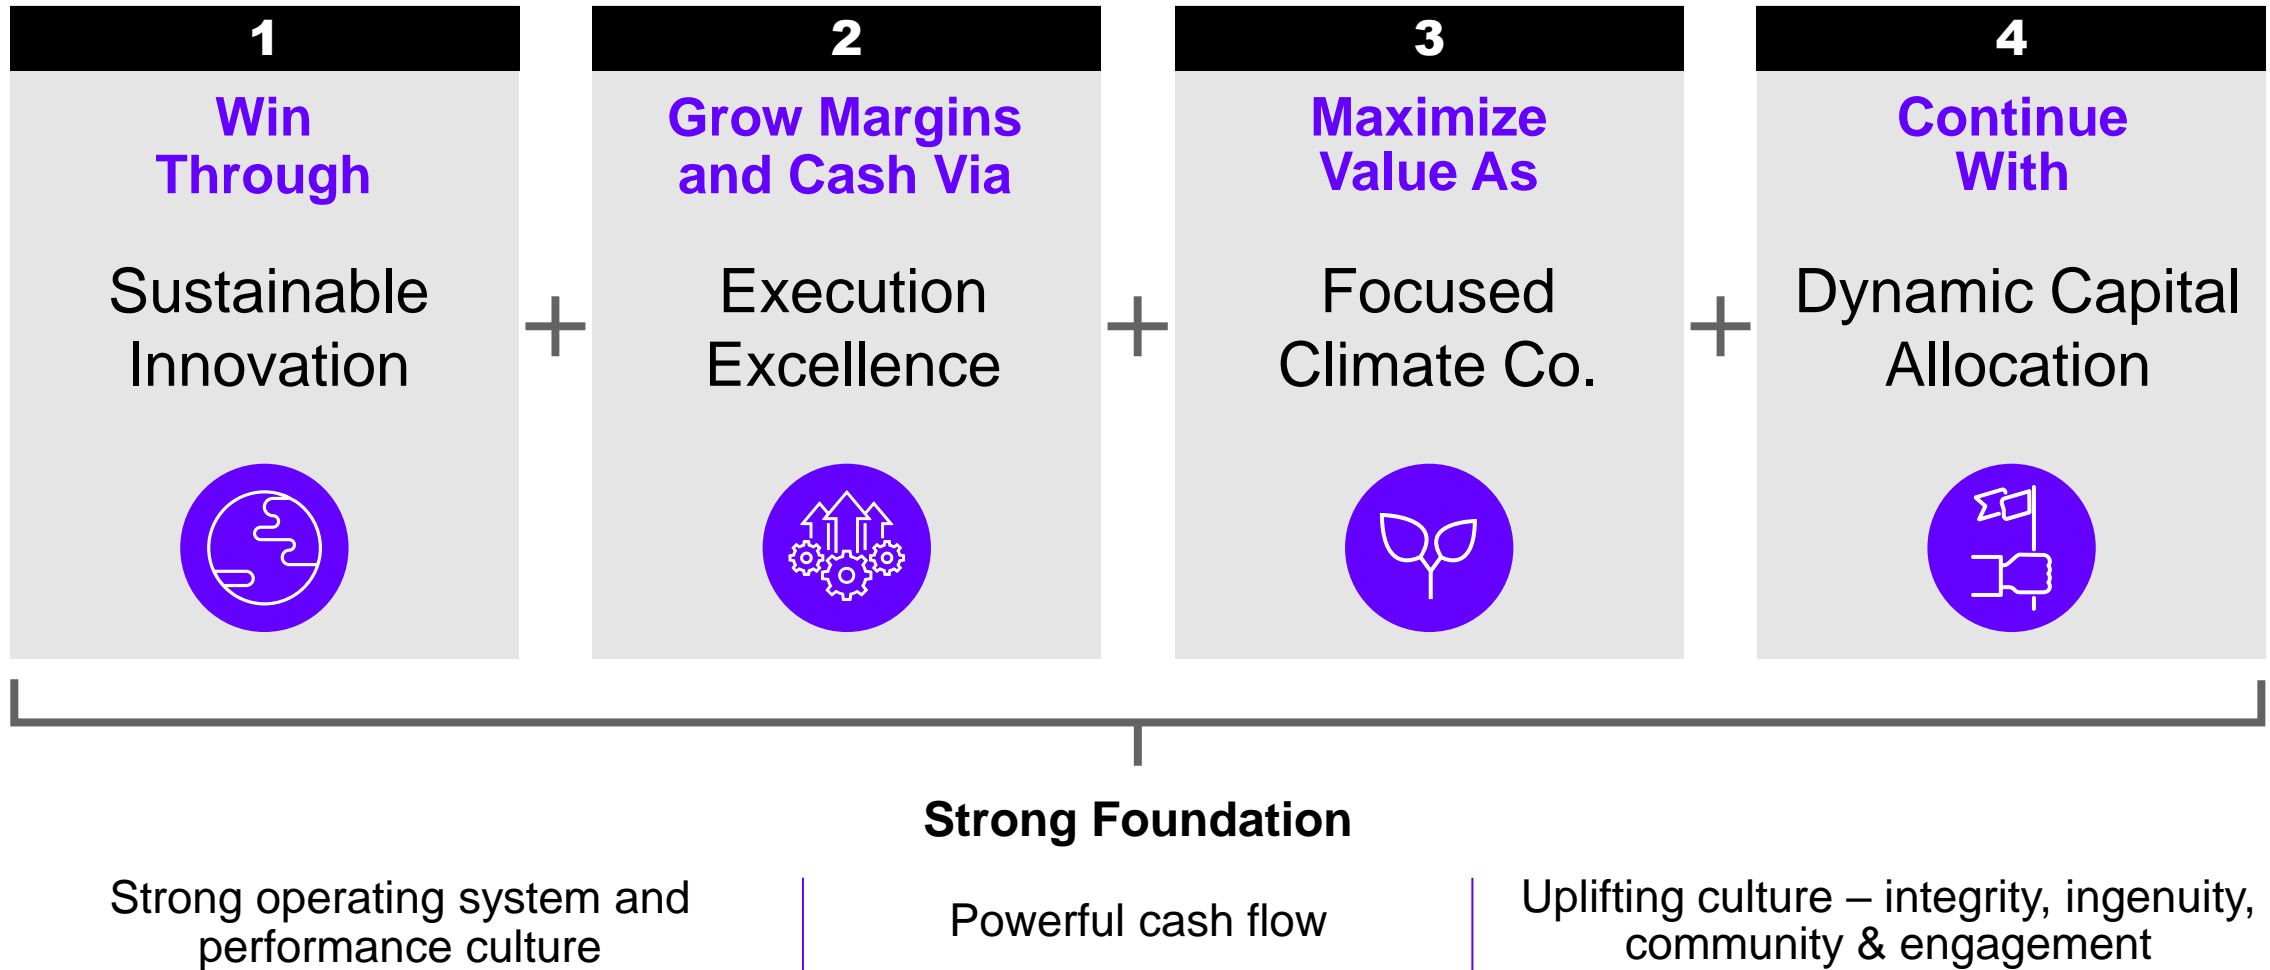 1
Win
Through
Sustainable
Innovation
2
Grow Margins
and Cash Via
Execution
Excellence
3
Maximize
Value As
Focused
Climate Co.
4
Continue
With
Dynamic Capital
Allocation
Strong Foundation
Strong operating system and
performance culture
Powerful cash flow
Uplifting culture – integrity, ingenuity,
community & engagement